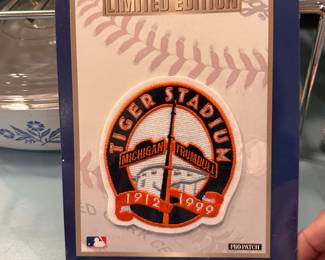 LIMITED EDITION
TIGER STADIUM
MICHIGAN TRUMBULL
1912 1999
PRO PATCH